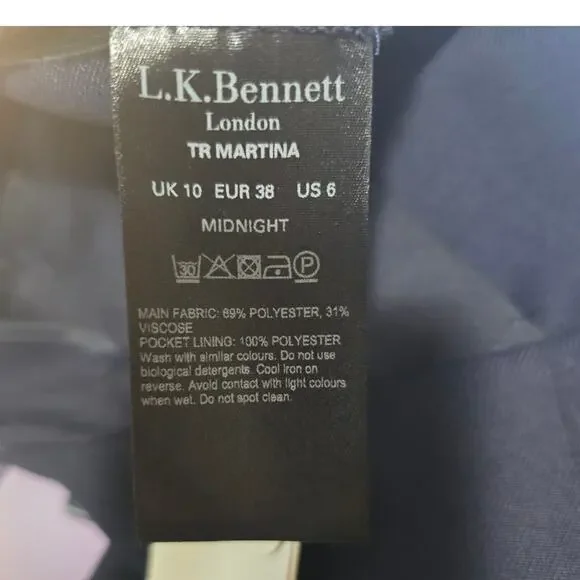 L.K.Bennett
London
TR MARTINA
UK 10 EUR 38 US 6
MIDNIGHT
30 P
MAIN FABRIC: 69% POLYESTER, 31%
VISCOSE
POCKET LINING: 100% POLYESTER
Wash with similar colours. Do not use
biological detergents. Cool iron on
reverse. Avoid contact with light colours
when wet. Do not spot clean.